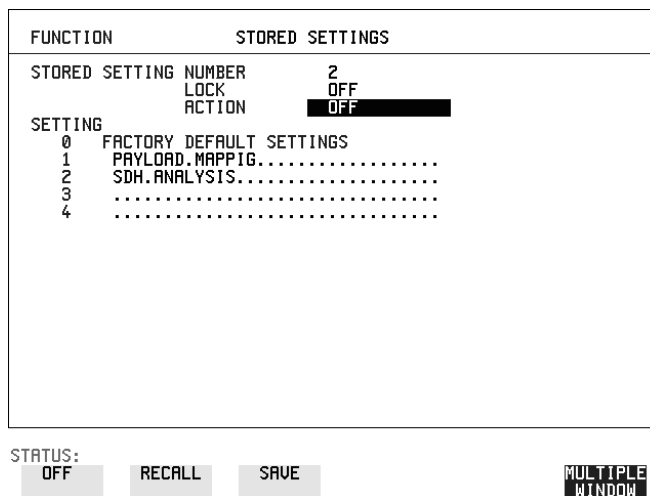 FUNCTION STORED SETTINGS
STORED SETTING NUMBER 2
LOCK OFF
ACTION OFF
SETTING
0 FACTORY DEFAULT SETTINGS
1 PAYLOAD.MAPPIG..................
2 SDH.ANALYSIS....................
3 ................................
4 ................................
STATUS:
OFF RECALL SAVE MULTIPLE
WINDOW